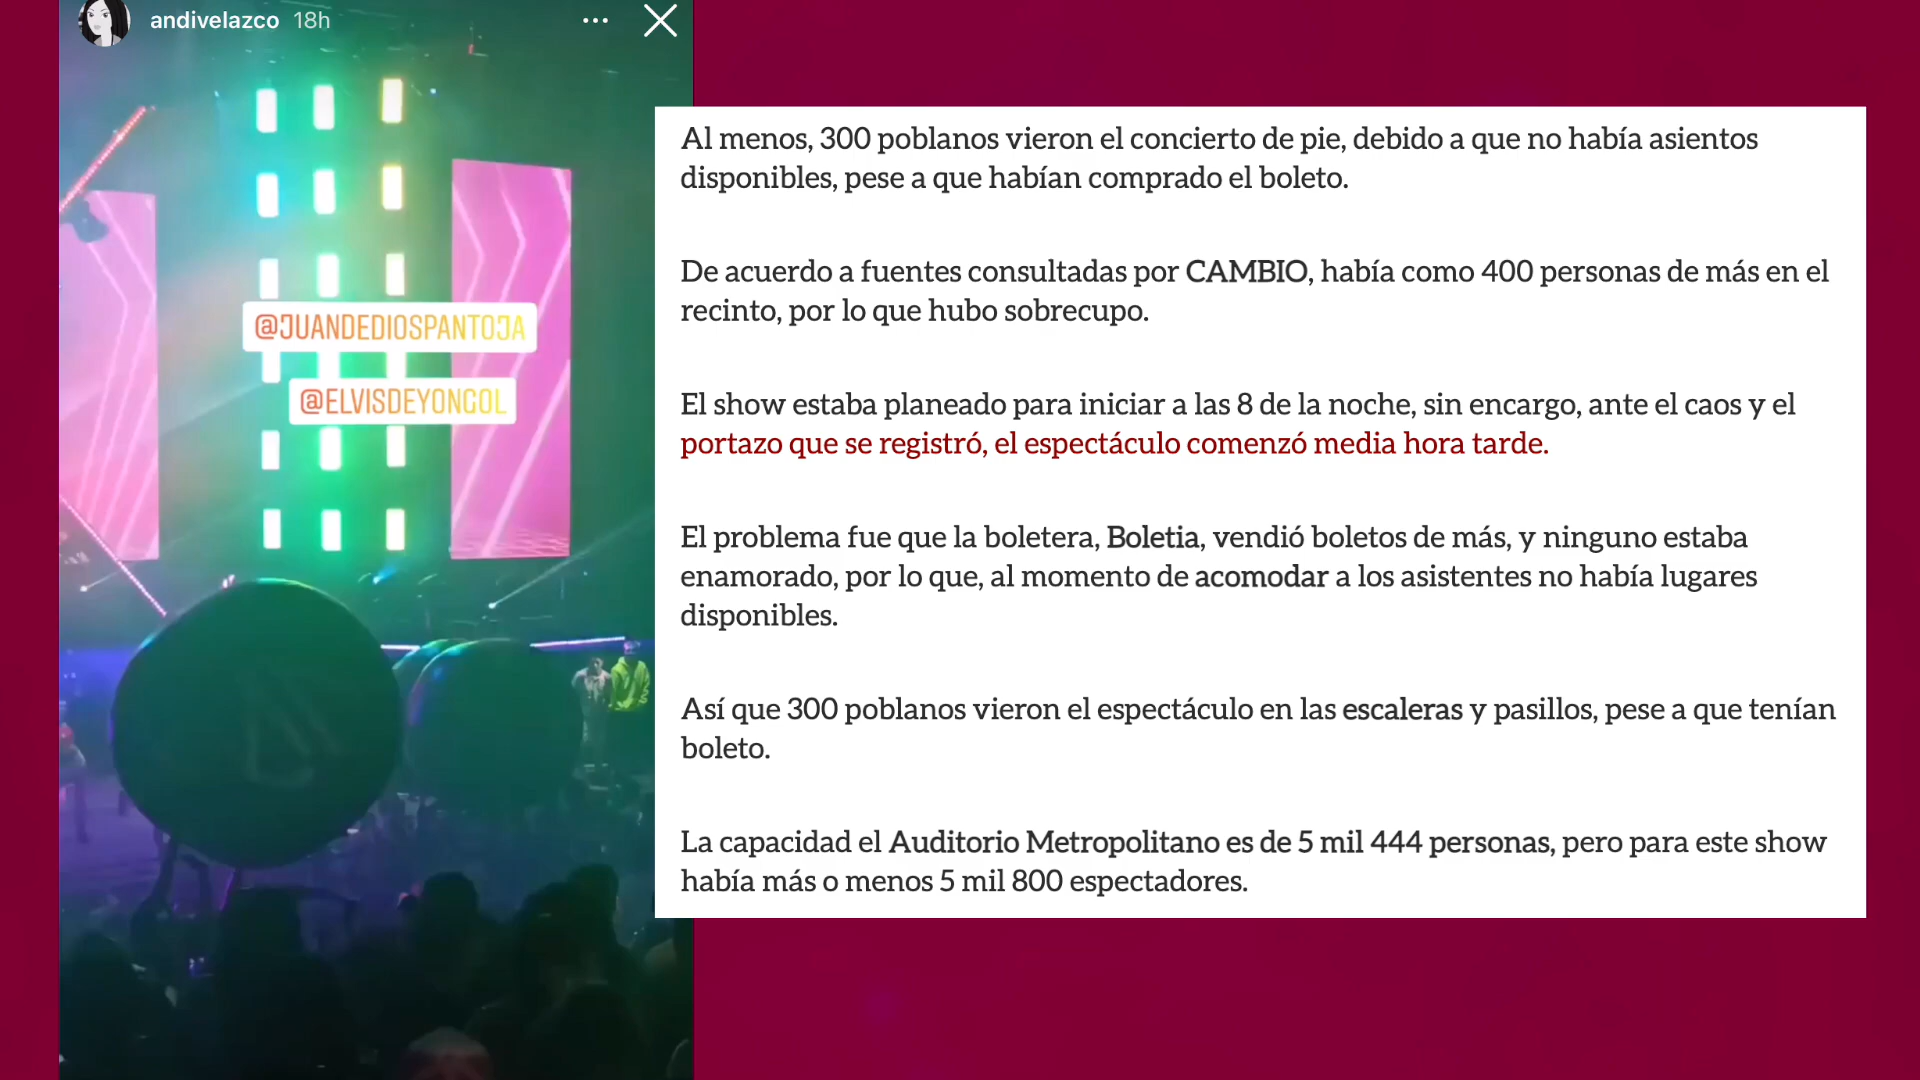 andivelazco 18h
@JUANDEDIOSPANTOJA
@ELVISDEYONGOL
Al menos, 300 poblanos vieron el concierto de pie, debido a que no había asientos
disponibles, pese a que habían comprado el boleto.
De acuerdo a fuentes consultadas por CAMBIO, había como 400 personas de más en el
recinto, por lo que hubo sobrecupo.
El show estaba planeado para iniciar a las 8 de la noche, sin encargo, ante el caos y el
portazo que se registró, el espectáculo comenzó media hora tarde.
El problema fue que la boletera, Boletia, vendió boletos de más, y ninguno estaba
enamorado, por lo que, al momento de acomodar a los asistentes no había lugares
disponibles.
Así que 300 poblanos vieron el espectáculo en las escaleras y pasillos, pese a que tenían
boleto.
La capacidad el Auditorio Metropolitano es de 5 mil 444 personas, pero para este show
había más o menos 5 mil 800 espectadores.